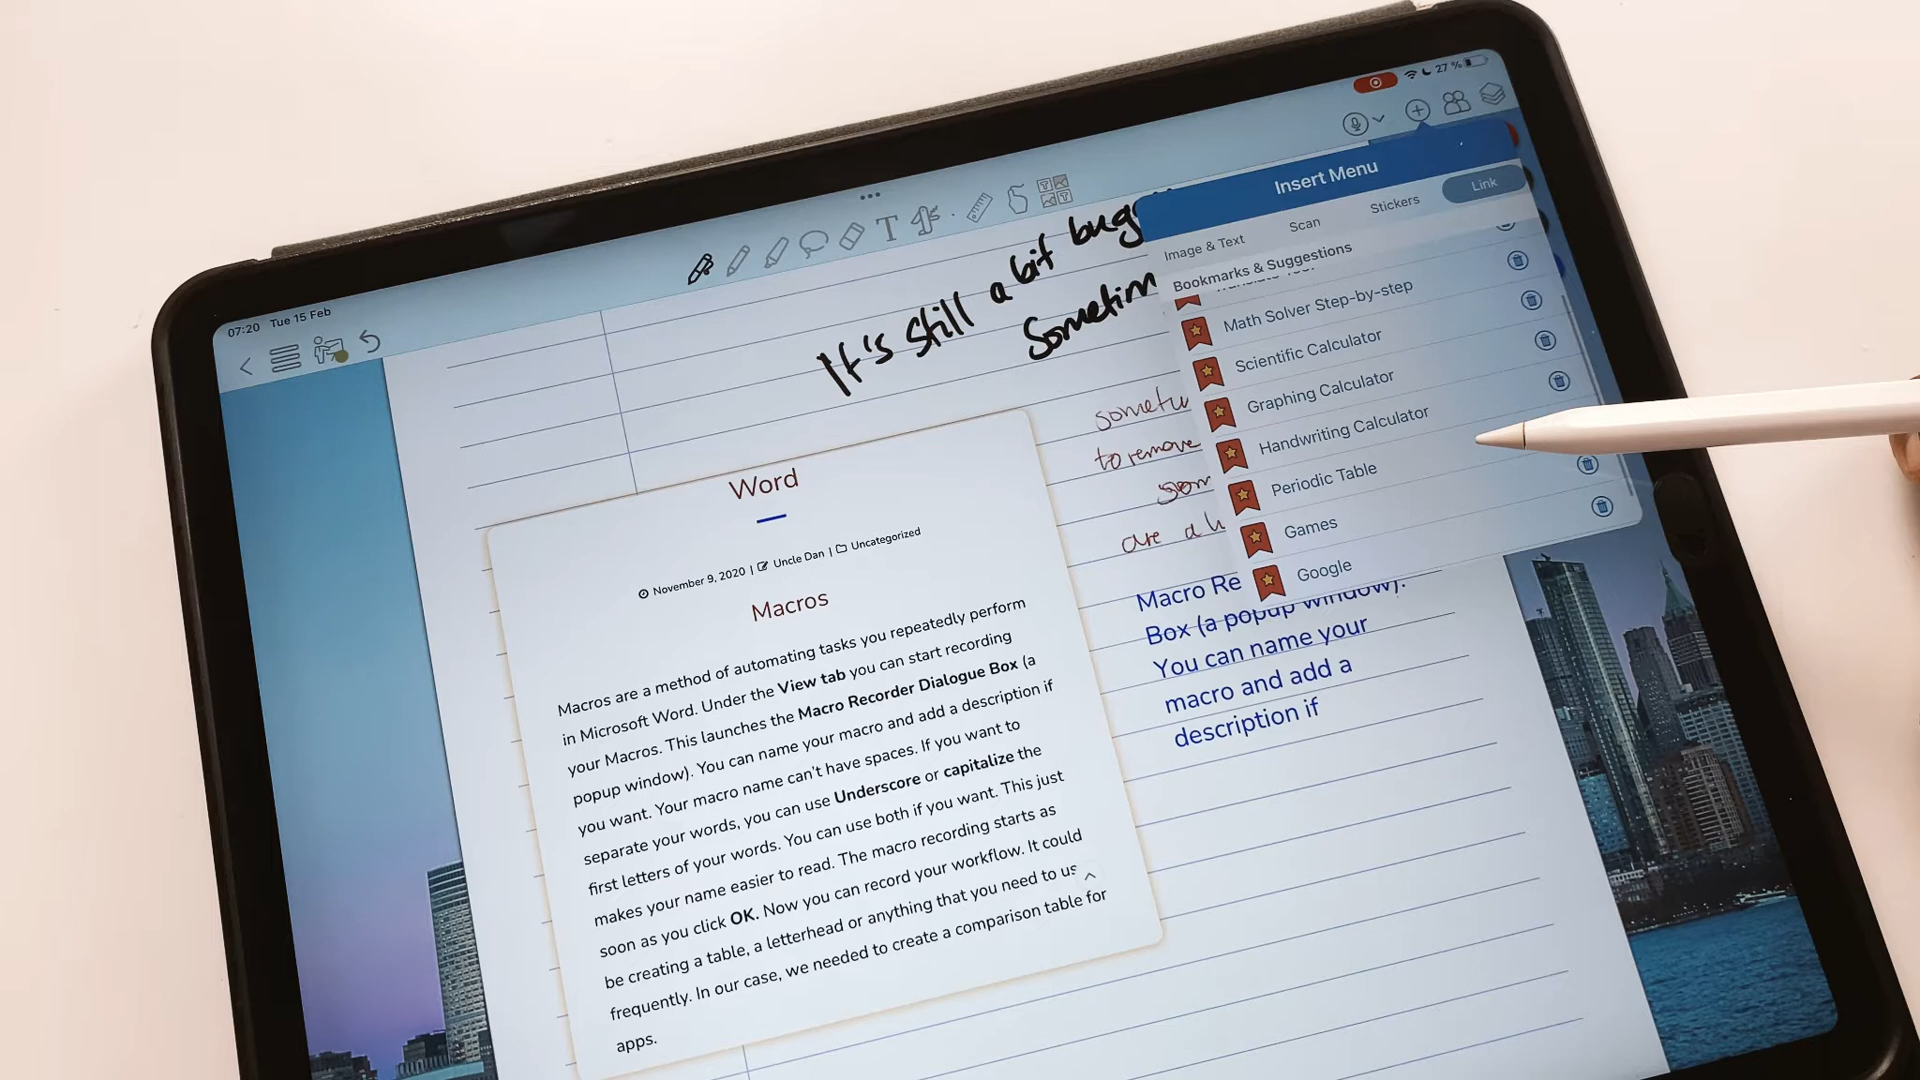 07:20 Tue 15 Feb
27 %
Insert Menu
Image & Text Scan Stickers Link
Bookmarks & Suggestions
Math Solver Step-by-step
Scientific Calculator
Graphing Calculator
Handwriting Calculator
Periodic Table
Games
Google
It's still a bit
Word
November 9, 2020 | Uncle Dan | Uncategorized
Macros
Macros are a method of automating tasks you repeatedly perform
in Microsoft Word. Under the View tab you can start recording
your Macros. This launches the Macro Recorder Dialogue Box (a
popup window). You can name your macro and add a description if
you want. Your macro name can't have spaces. If you want to
separate your words, you can use Underscore or capitalize the
first letters of your words. You can use both if you want. This just
makes your name easier to read. The macro recording starts as
soon as you click OK. Now you can record your workflow. It could
be creating a table, a letterhead or anything that you need to
frequently. In our case, we needed to create a comparison table for
apps.
to remove
are a
Macro Re
Box (a popup window).
You can name your
macro and add a
description if